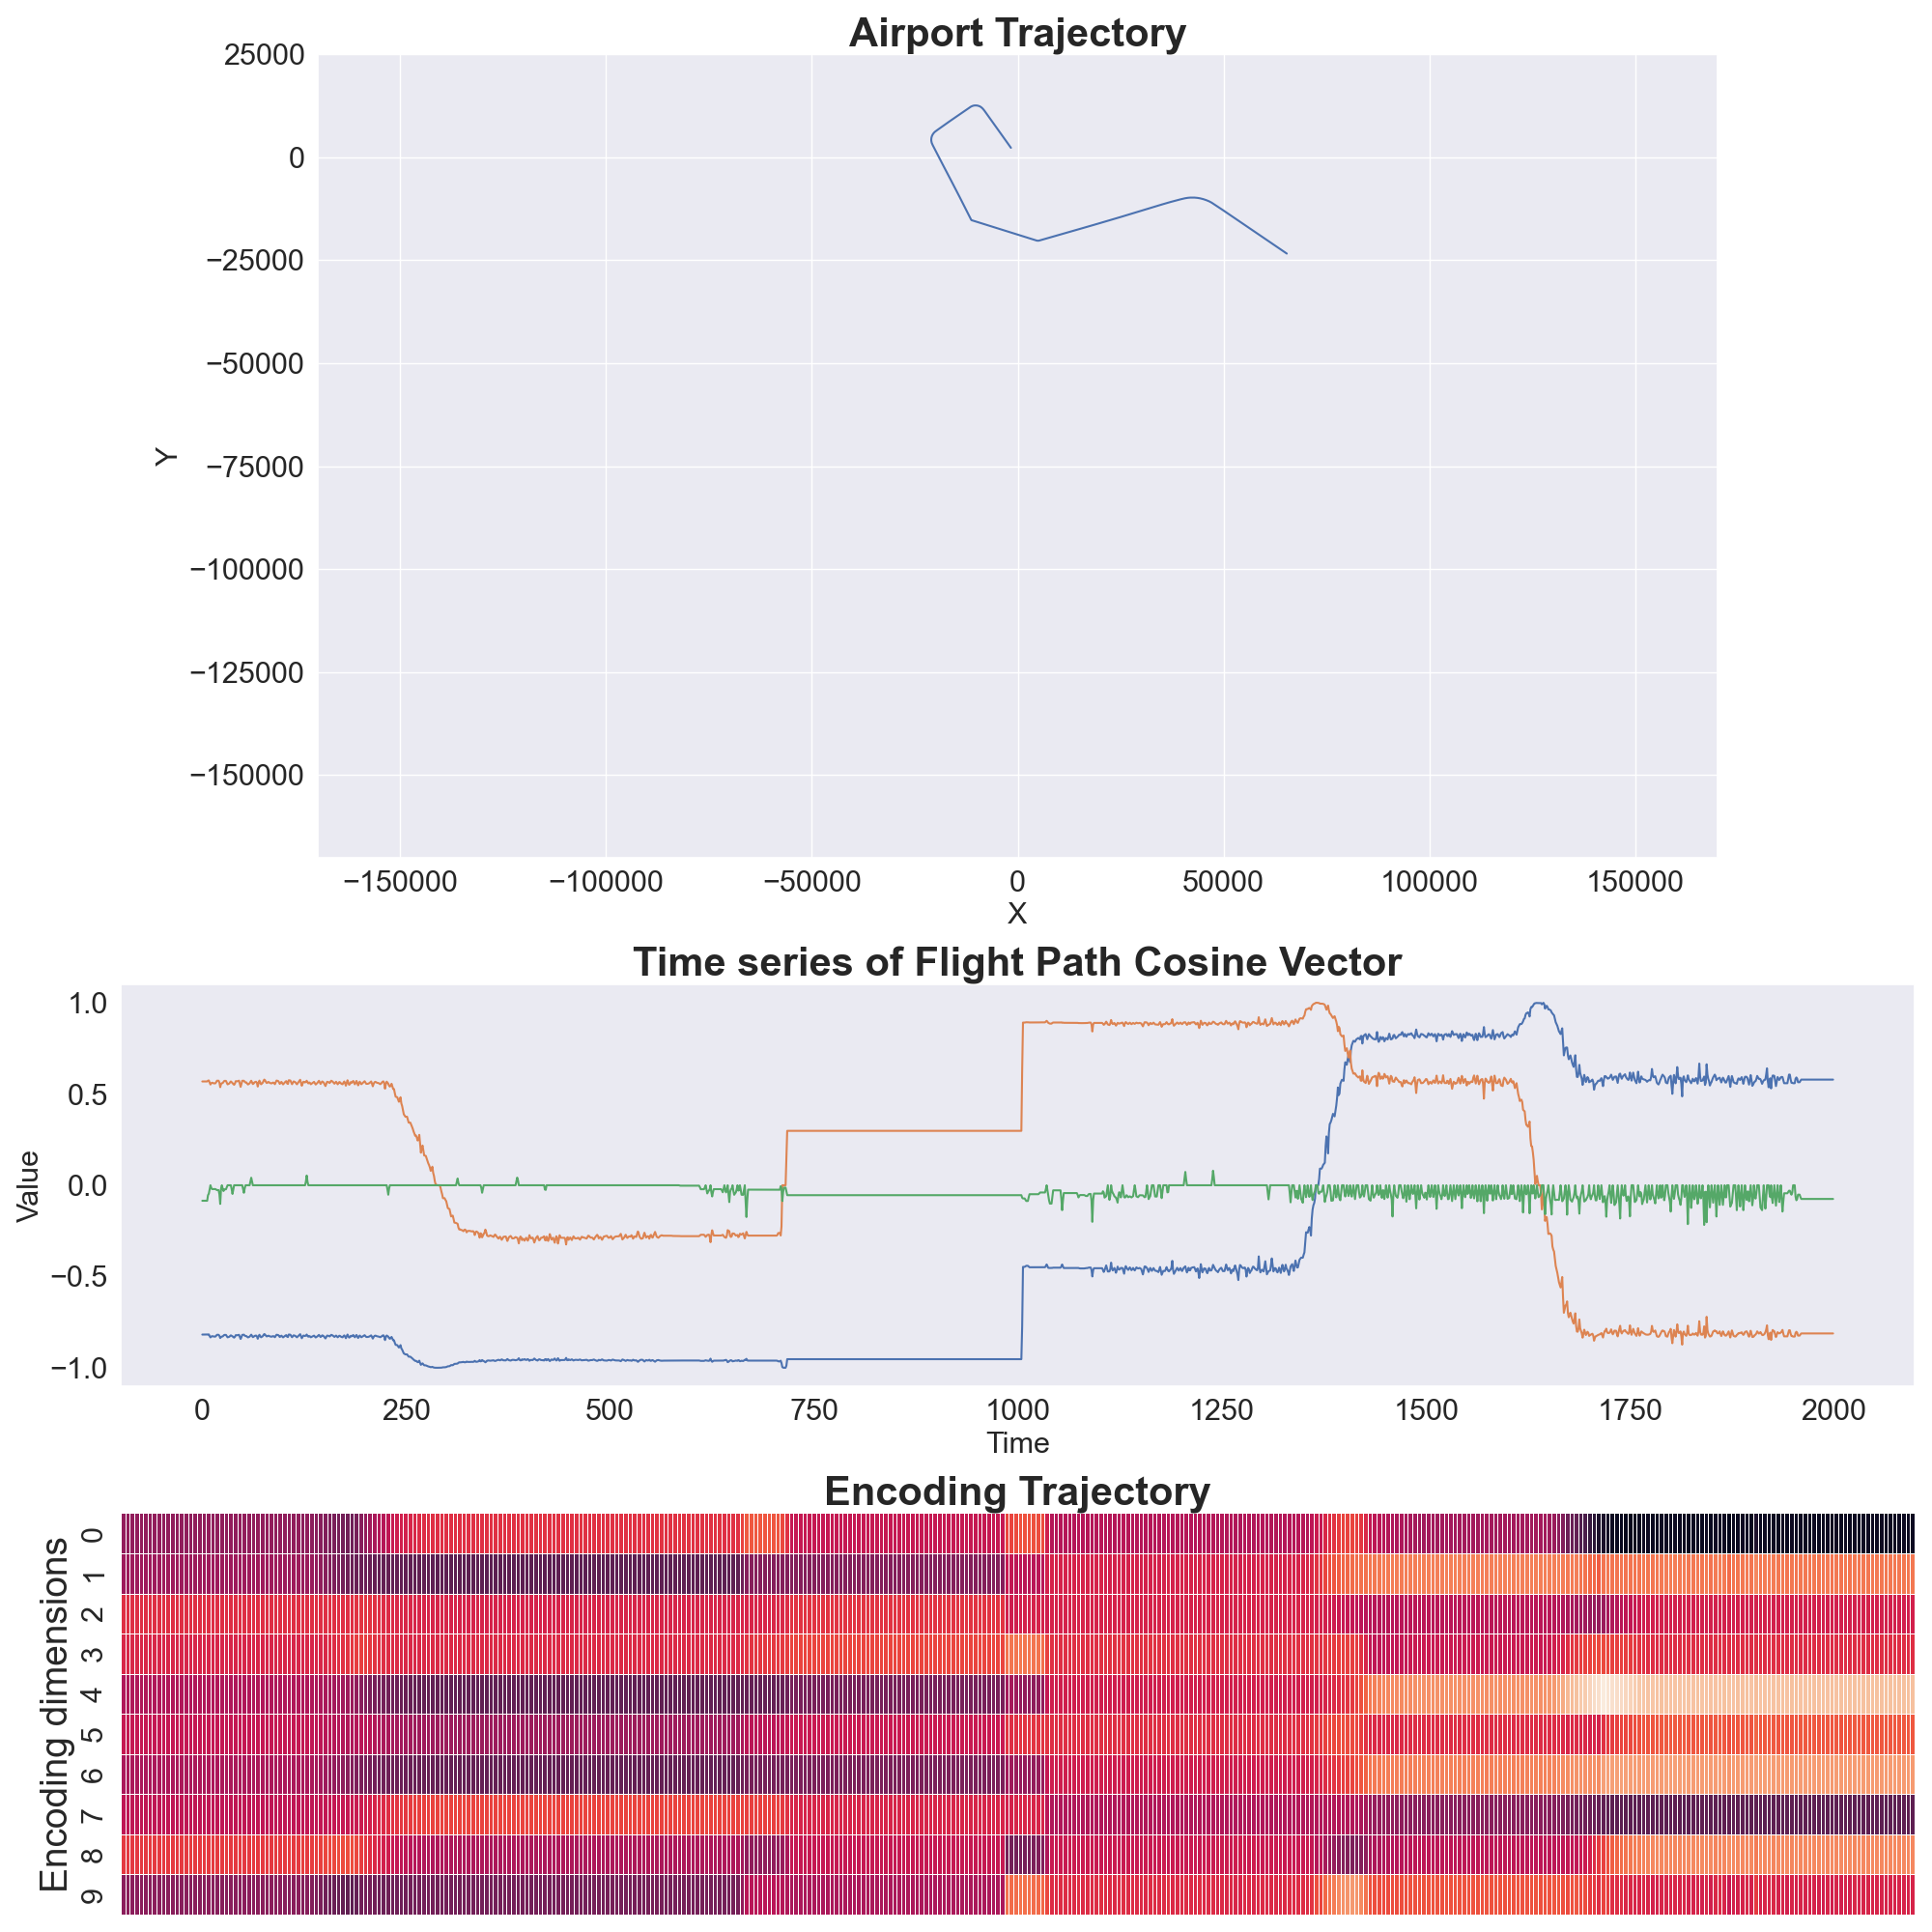 Airport Trajectory
25000
0
−25000
−50000
−75000
−100000
−125000
−150000
Y
−150000 −100000 −50000 0 50000 100000 150000
X
Time series of Flight Path Cosine Vector
1.0
0.5
0.0
−0.5
−1.0
Value
0 250 500 750 1000 1250 1500 1750 2000
Time
Encoding Trajectory
0
1
2
3
4
5
6
7
8
9
Encoding dimensions